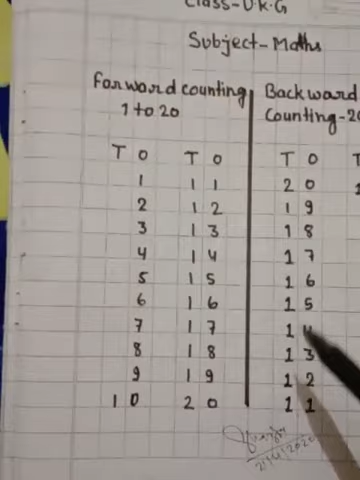 Class-U.K.G
Subject-Maths
Forward counting
1 to 20
T O T O
1 1 1
2 1 2
3 1 3
4 1 4
5 1 5
6 1 6
7 1 7
8 1 8
9 1 9
1 0 2 0
Backward
Counting-20
T O T
2 0 1
1 9
1 8
1 7
1 6
1 5
1 4
1 3
1 2
1 1